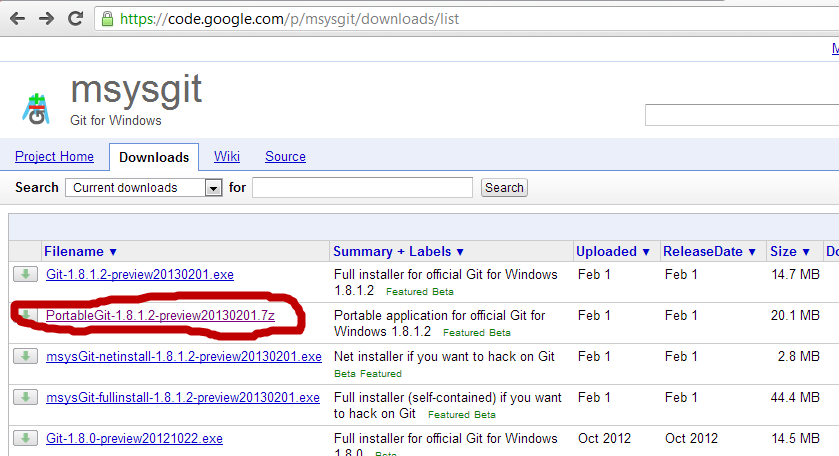 https://code.google.com/p/msysgit/downloads/list
M
msysgit
Git for Windows
Project Home Downloads Wiki Source
Search Current downloads for Search
Filename ▼ Summary + Labels ▼ Uploaded ▼ ReleaseDate ▼ Size ▼ Do
Git-1.8.1.2-preview20130201.exe Full installer for official Git for Windows Feb 1 Feb 1 14.7 MB
1.8.1.2 Featured Beta
PortableGit-1.8.1.2-preview20130201.7z Portable application for official Git for Feb 1 Feb 1 20.1 MB
Windows 1.8.1.2 Featured Beta
msysGit-netinstall-1.8.1.2-preview20130201.exe Net installer if you want to hack on Git Feb 1 Feb 1 2.8 MB
Beta Featured
msysGit-fullinstall-1.8.1.2-preview20130201.exe Full installer (self-contained) if you want Feb 1 Feb 1 44.4 MB
to hack on Git Featured Beta
Git-1.8.0-preview20121022.exe Full installer for official Git for Windows Oct 2012 Oct 2012 14.5 MB
1.8.0 Featured Beta